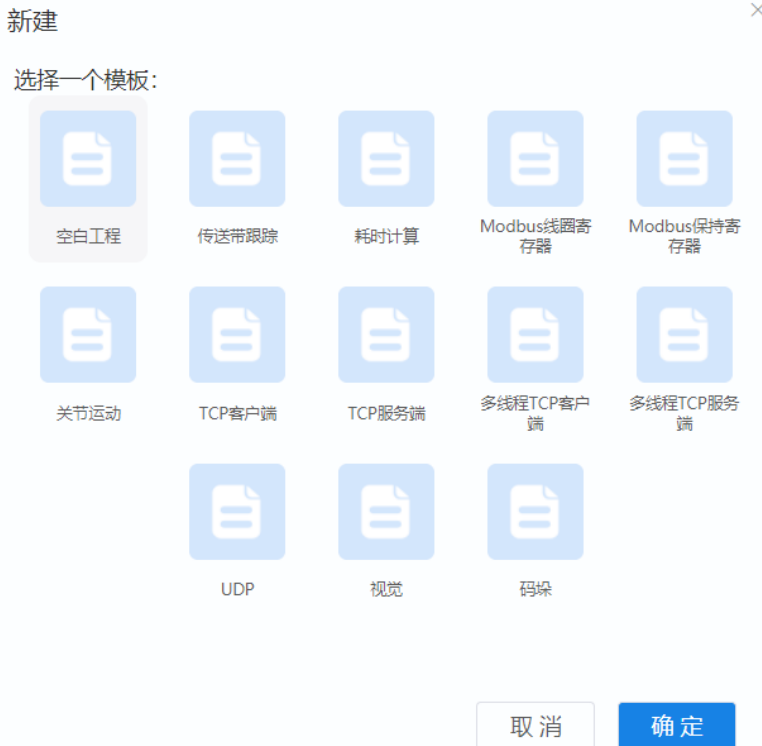 新建
选择一个模板：
空白工程
传送带跟踪
耗时计算
Modbus线圈寄
存器
Modbus保持寄
存器
关节运动
TCP客户端
TCP服务端
多线程TCP客户
端
多线程TCP服务
端
UDP
视觉
码垛
取消
确定